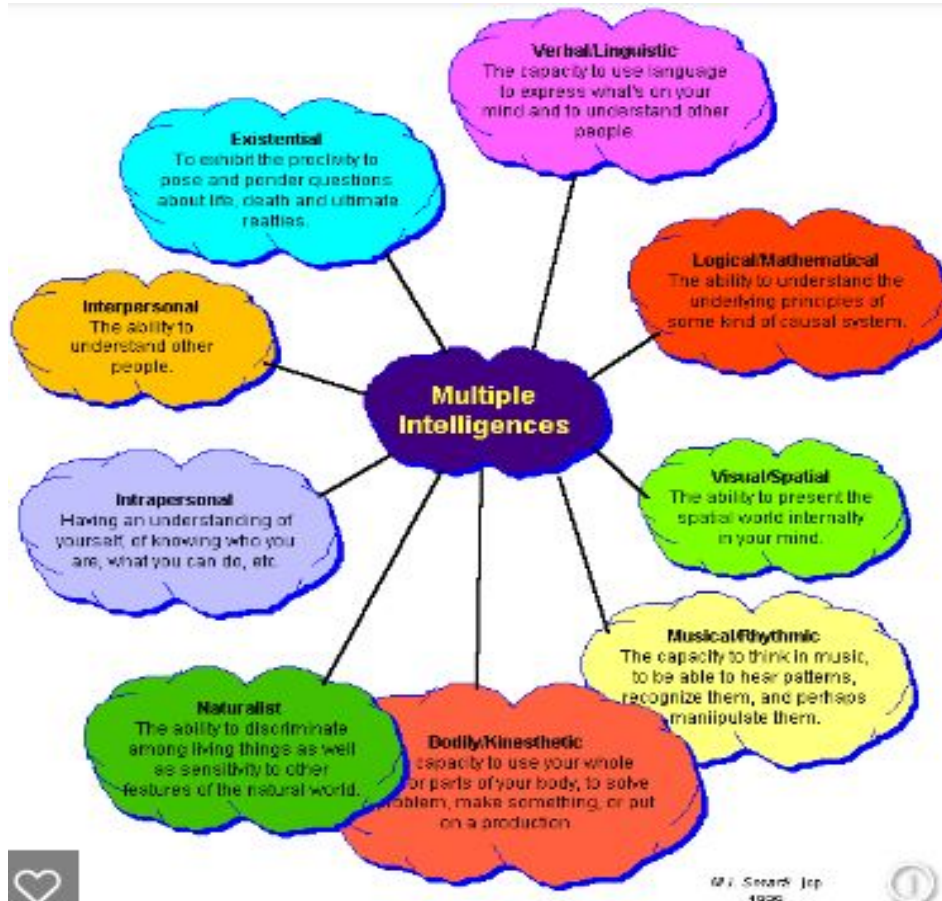 Verbal/Linguistic
The capacity to use language
to express what's on your
mind and to understand other
people.
Existential
To exhibit the proclivity to
pose and ponder questions
about life, death and ultimate
realties.
Logical/Mathematical
The ability to understand the
underlying principles of
some kind of causal system.
Interpersonal
The ability to
understand other
people.
Multiple
Intelligences
Visual/Spatial
The ability to present the
spatial world internally
in your mind.
Intrapersonal
Having an understanding of
yourself, of knowing who you
are, what you can do, etc.
Musical/Rhythmic
The capacity to think in music,
to be able to hear patterns,
recognize them, and perhaps
maniipulate them.
Naturalist
The ability to discriminate
among living things as well
as sensitivity to other
features of the natural world.
Bodily/Kinesthetic
capacity to use your whole
or parts of your body, to solve
roblem, make something, or put
on a production